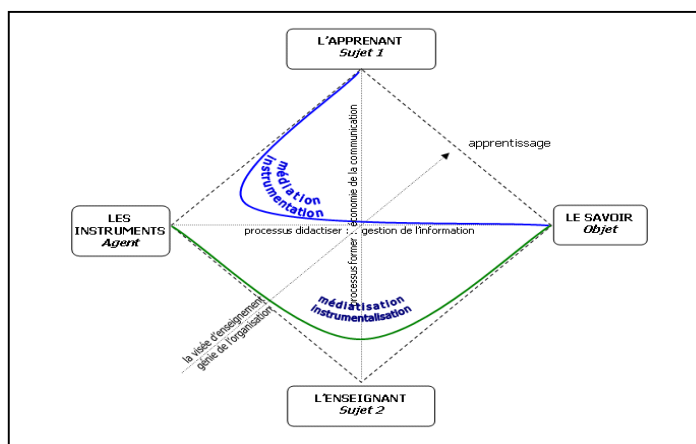 L'APPRENANT
Sujet 1
économie de la communication
apprentissage
médiation
instrumentation
LES
INSTRUMENTS
Agent
LE SAVOIR
Objet
processus didactiser : . gestion de l'information
processus former :
médiatisation
instrumentalisation
la visée d'enseignement
génie de l'organisation
L'ENSEIGNANT
Sujet 2